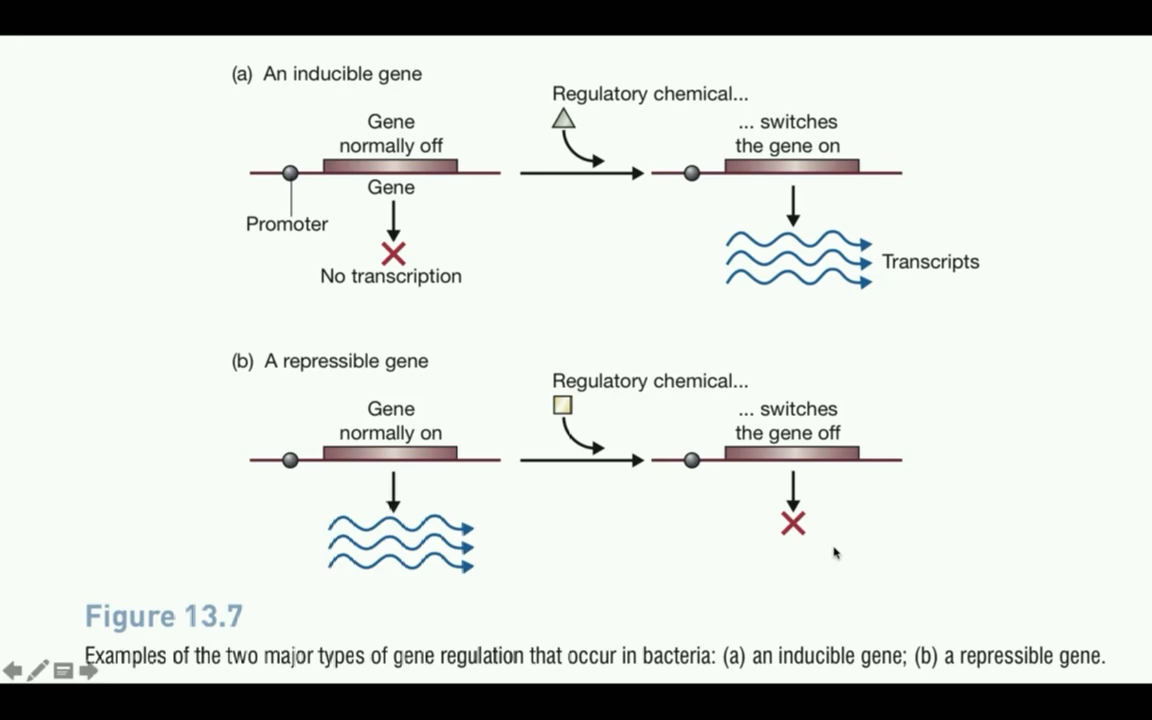 (a) An inducible gene
Gene
normally off
Regulatory chemical...
... switches
the gene on
Gene
Promoter
No transcription
Transcripts
(b) A repressible gene
Gene
normally on
Regulatory chemical...
... switches
the gene off
Figure 13.7
Examples of the two major types of gene regulation that occur in bacteria: (a) an inducible gene; (b) a repressible gene.